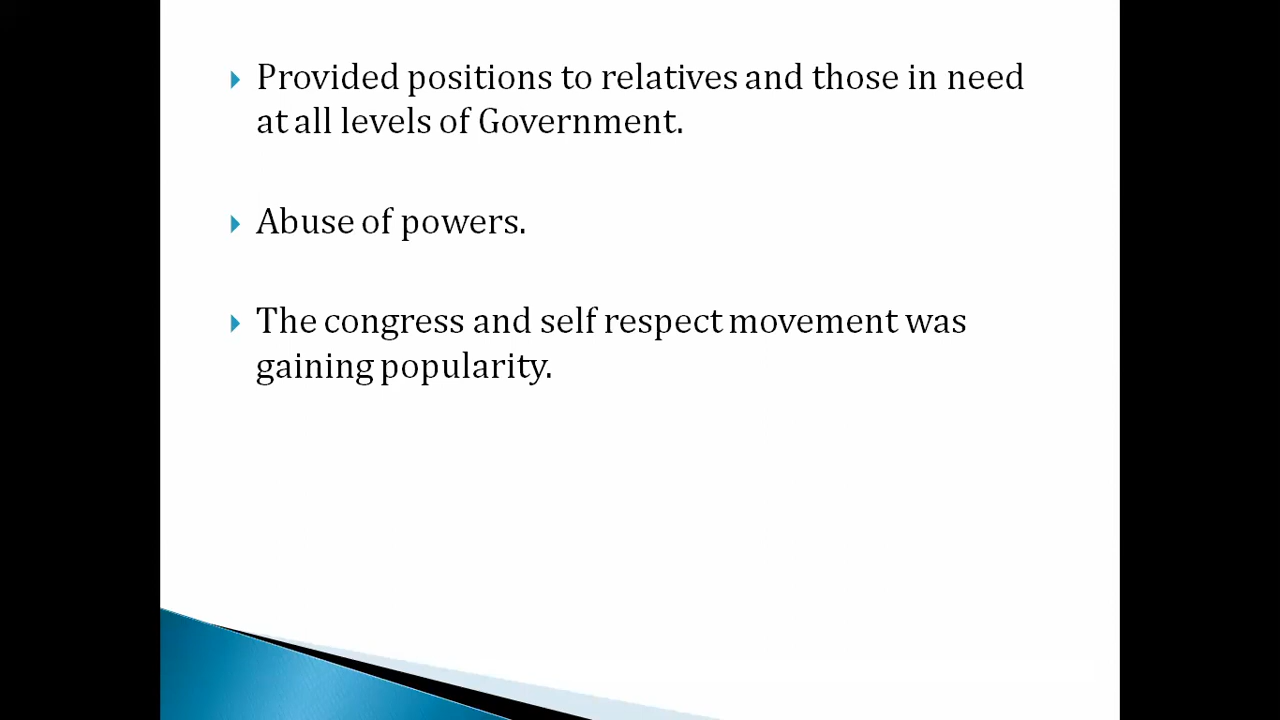 Provided positions to relatives and those in need
at all levels of Government.
Abuse of powers.
The congress and self respect movement was
gaining popularity.